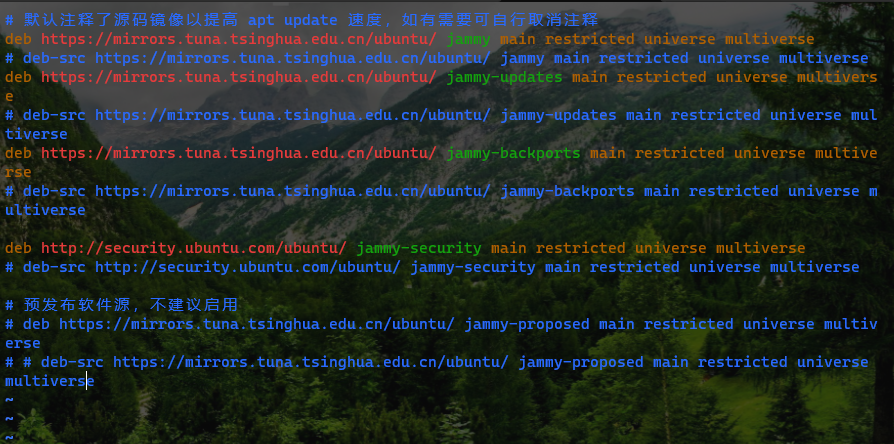 # 默认注释了源码镜像以提高 apt update 速度，如有需要可自行取消注释
deb https://mirrors.tuna.tsinghua.edu.cn/ubuntu/ jammy main restricted universe multiverse
# deb-src https://mirrors.tuna.tsinghua.edu.cn/ubuntu/ jammy main restricted universe multiverse
deb https://mirrors.tuna.tsinghua.edu.cn/ubuntu/ jammy-updates main restricted universe multivers
e
# deb-src https://mirrors.tuna.tsinghua.edu.cn/ubuntu/ jammy-updates main restricted universe mul
tiverse
deb https://mirrors.tuna.tsinghua.edu.cn/ubuntu/ jammy-backports main restricted universe multive
rse
# deb-src https://mirrors.tuna.tsinghua.edu.cn/ubuntu/ jammy-backports main restricted universe m
ultiverse
deb http://security.ubuntu.com/ubuntu/ jammy-security main restricted universe multiverse
# deb-src http://security.ubuntu.com/ubuntu/ jammy-security main restricted universe multiverse
# 预发布软件源，不建议启用
# deb https://mirrors.tuna.tsinghua.edu.cn/ubuntu/ jammy-proposed main restricted universe multiv
erse
# # deb-src https://mirrors.tuna.tsinghua.edu.cn/ubuntu/ jammy-proposed main restricted universe
multiverse
~
~
~